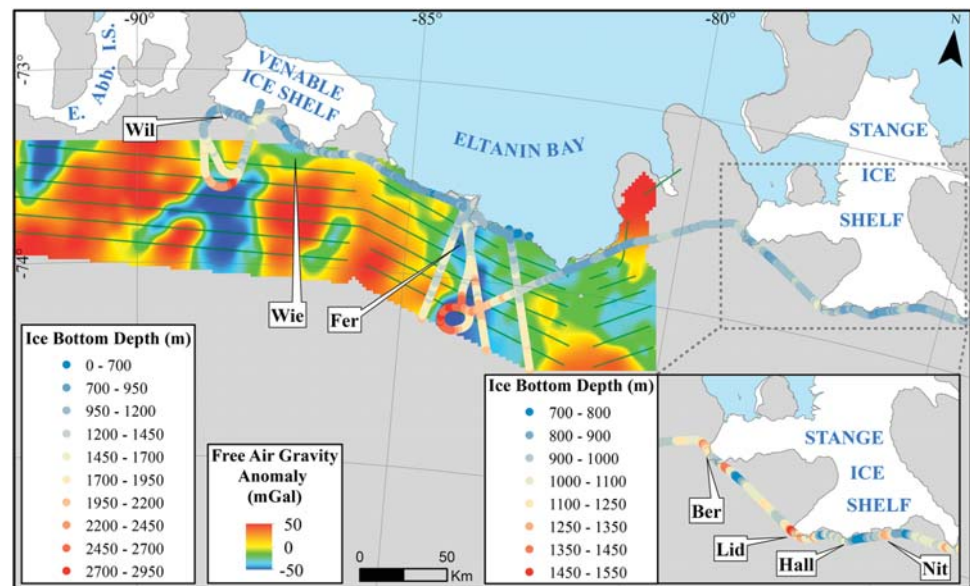 -90°
-85°
-80°
N
-73°
-74°
E. Abb. I.S.
VENABLE
ICE SHELF
Wil
ELTANIN BAY
STANGE
ICE
SHELF
Wie
Fer
Ice Bottom Depth (m)
0 - 700
700 - 950
950 - 1200
1200 - 1450
1450 - 1700
1700 - 1950
1950 - 2200
2200 - 2450
2450 - 2700
2700 - 2950
Free Air Gravity
Anomaly
(mGal)
50
0
-50
0 50
Km
Ice Bottom Depth (m)
700 - 800
800 - 900
900 - 1000
1000 - 1100
1100 - 1250
1250 - 1350
1350 - 1450
1450 - 1550
STANGE
ICE
SHELF
Ber
Lid
Hall
Nit